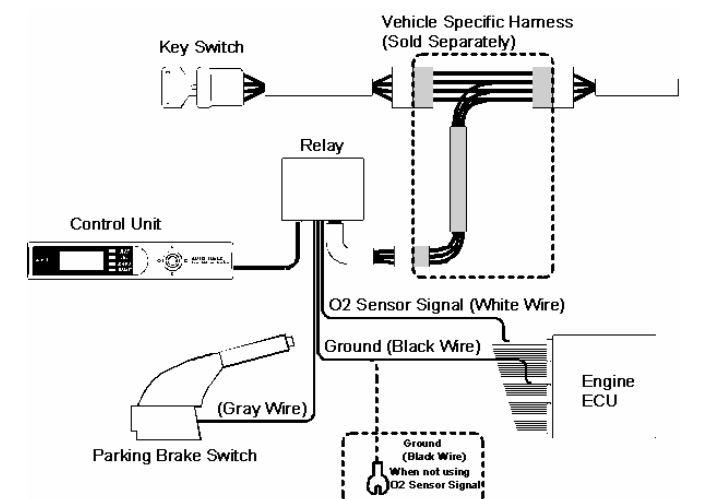 Vehicle Specific Harness
(Sold Separately)
Key Switch
Relay
Control Unit
O2 Sensor Signal (White Wire)
Ground (Black Wire)
Engine
ECU
(Gray Wire)
Parking Brake Switch
Ground
(Black Wire)
When not using
O2 Sensor Signal